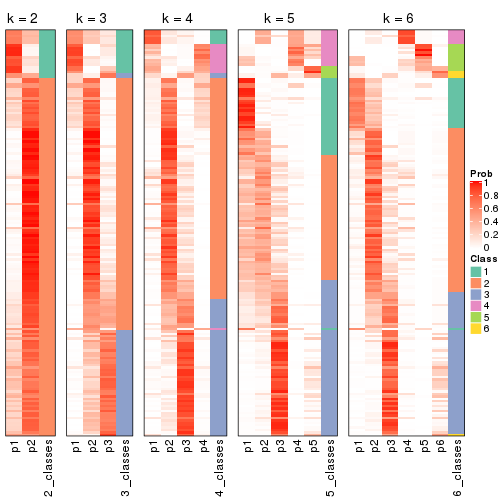 k = 2
k = 3
k = 4
k = 5
k = 6
p1
p2
2_classes
p1
p2
p3
3_classes
p1
p2
p3
p4
4_classes
p1
p2
p3
p4
p5
5_classes
p1
p2
p3
p4
p5
p6
6_classes
Prob
1
0.8
0.6
0.4
0.2
0
Class
1
2
3
4
5
6